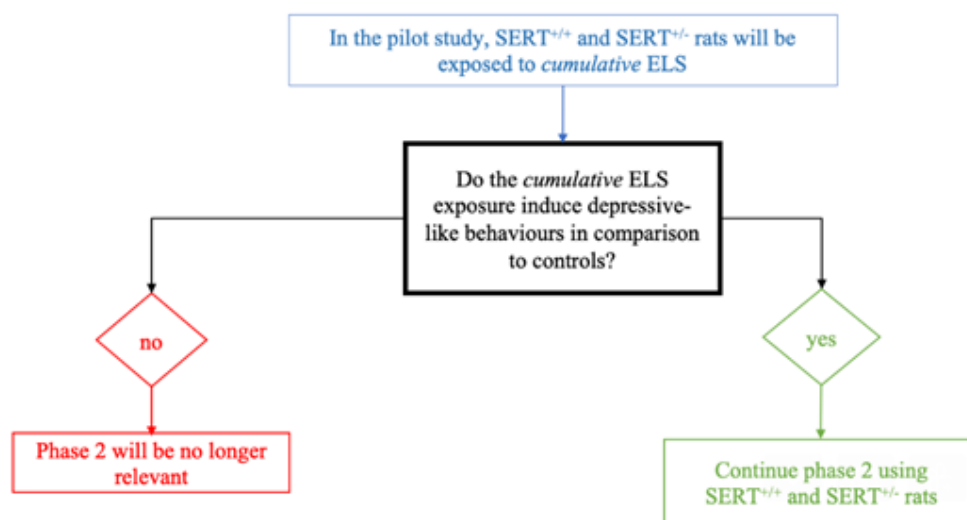 In the pilot study, SERT+/+ and SERT+/- rats will be
exposed to cumulative ELS
Do the cumulative ELS
exposure induce depressive-
like behaviours in comparison
to controls?
no
yes
Phase 2 will be no longer
relevant
Continue phase 2 using
SERT+/+ and SERT+/- rats